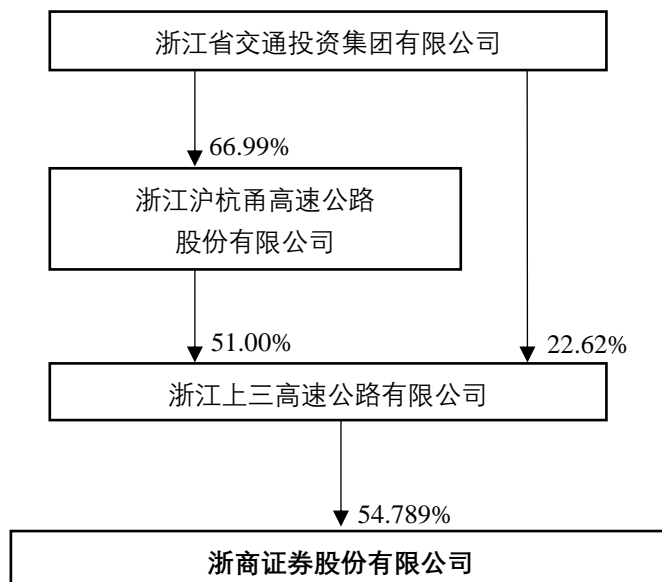 浙江省交通投资集团有限公司
66.99%
浙江沪杭甬高速公路
股份有限公司
51.00%
22.62%
浙江上三高速公路有限公司
54.789%
浙商证券股份有限公司